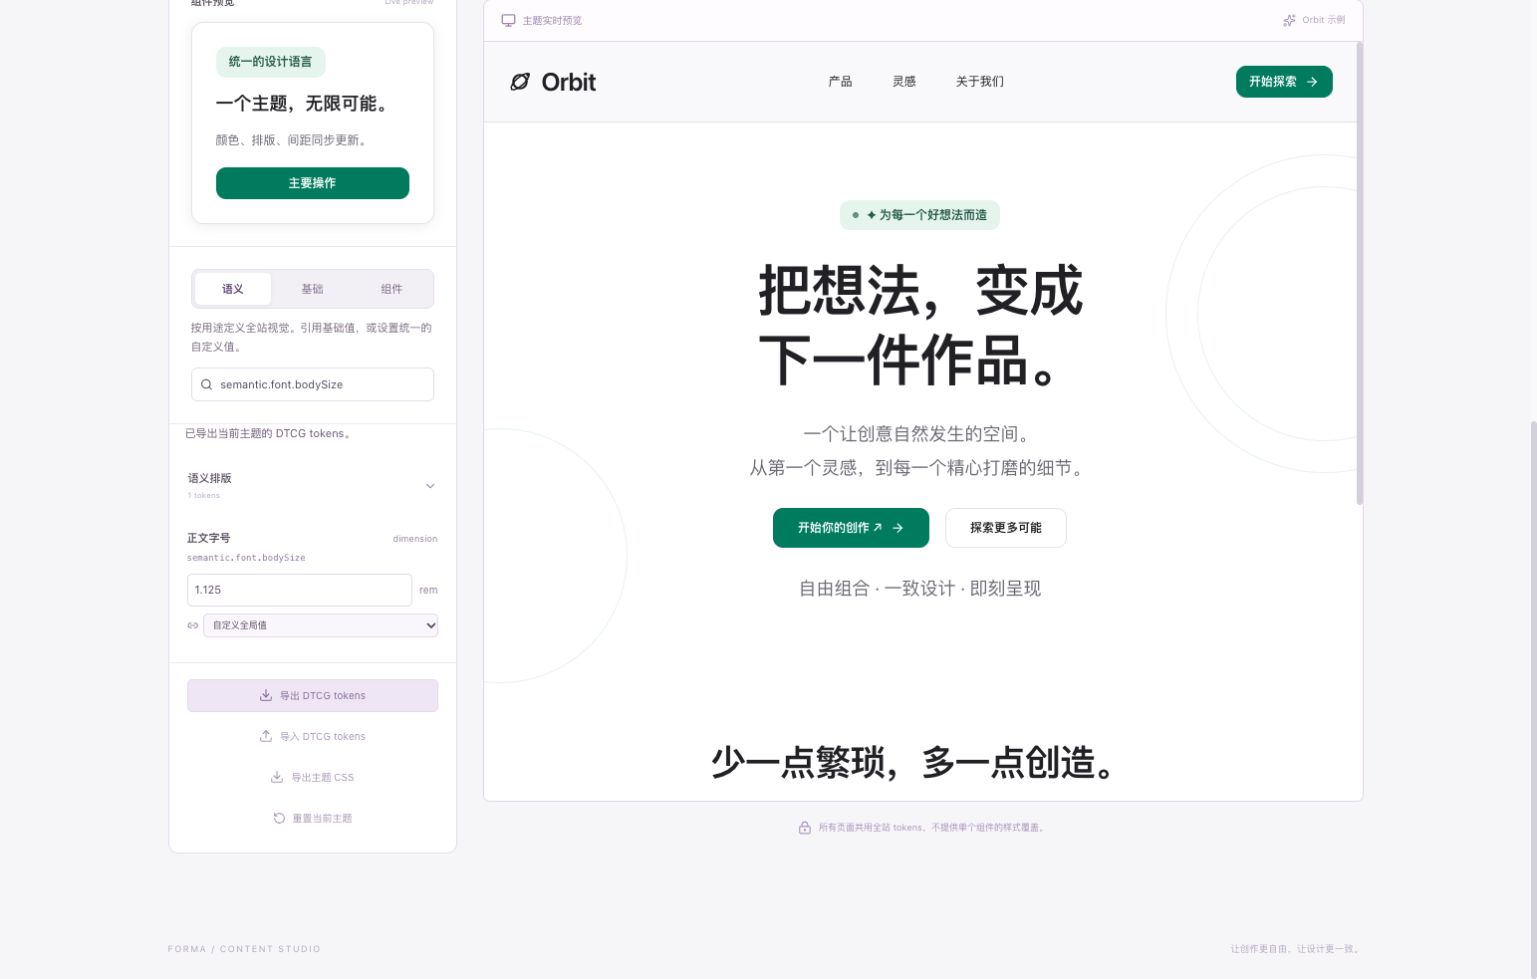 组件预览
Live preview
统一的设计语言
一个主题，无限可能。
颜色、排版、间距同步更新。
主要操作
语义
基础
组件
按用途定义全站视觉。引用基础值，或设置统一的
自定义值。
semantic.font.bodySize
已导出当前主题的 DTCG tokens。
语义排版
1 tokens
正文字号
dimension
semantic.font.bodySize
1.125
rem
自定义全局值
导出 DTCG tokens
导入 DTCG tokens
导出主题 CSS
重置当前主题
主题实时预览
Orbit 示例
Orbit
产品
灵感
关于我们
开始探索 →
✦ 为每一个好想法而造
把想法，变成
下一件作品。
一个让创意自然发生的空间。
从第一个灵感，到每一个精心打磨的细节。
开始你的创作 ↗ →
探索更多可能
自由组合 · 一致设计 · 即刻呈现
少一点繁琐，多一点创造。
所有页面共用全站 tokens，不提供单个组件的样式覆盖。
FORMA / CONTENT STUDIO
让创作更自由，让设计更一致。